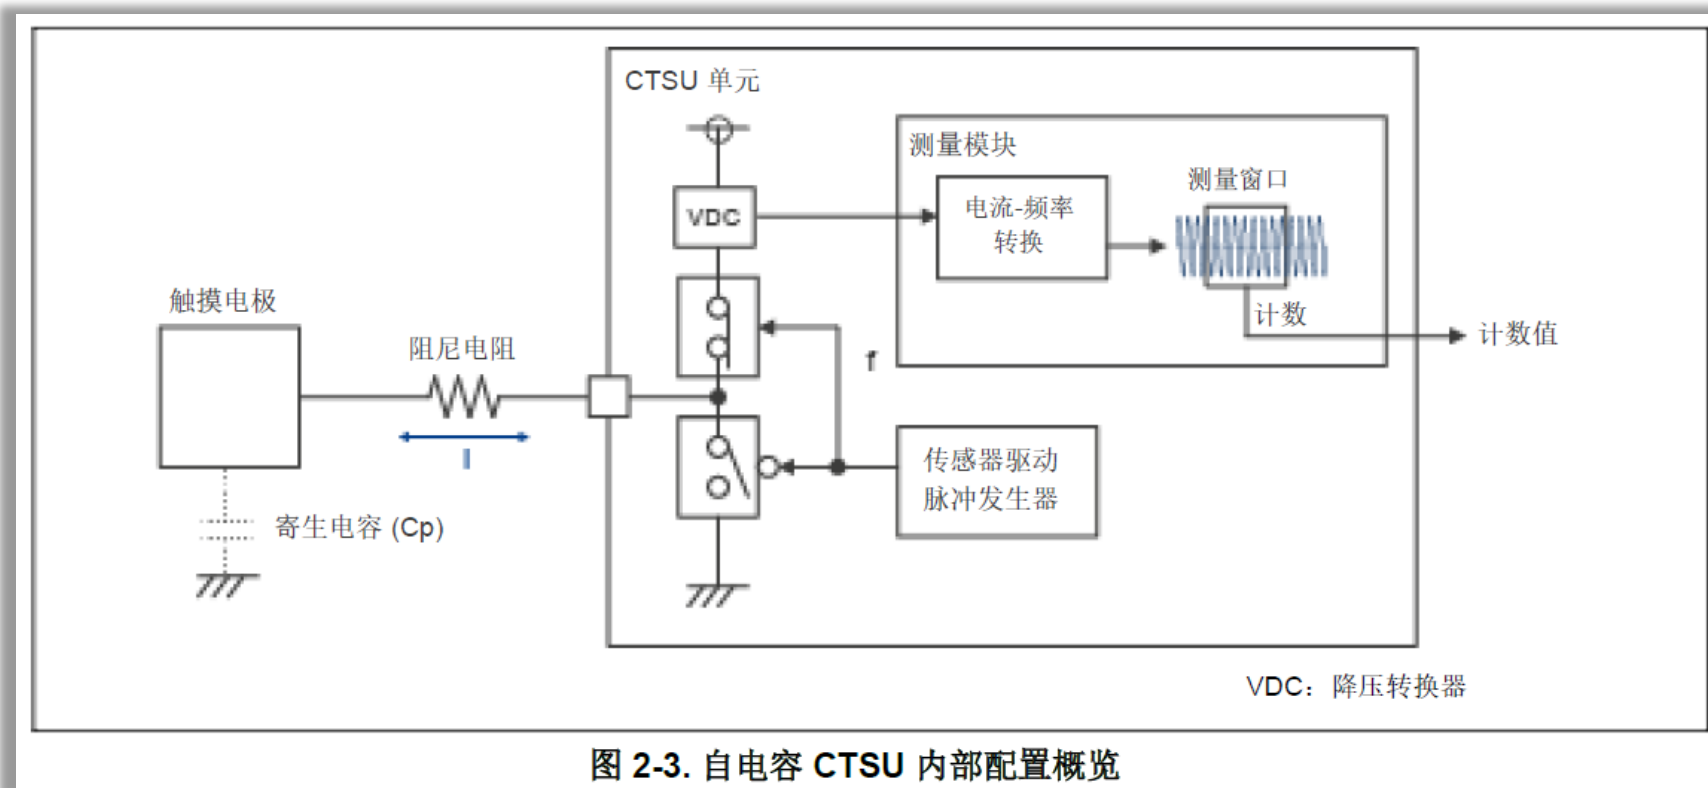 CTSU 单元
测量模块
测量窗口
VDC
电流-频率
转换
触摸电极
计数
计数值
阻尼电阻
f
I
传感器驱动
脉冲发生器
寄生电容 (Cp)
VDC：降压转换器
图 2-3. 自电容 CTSU 内部配置概览